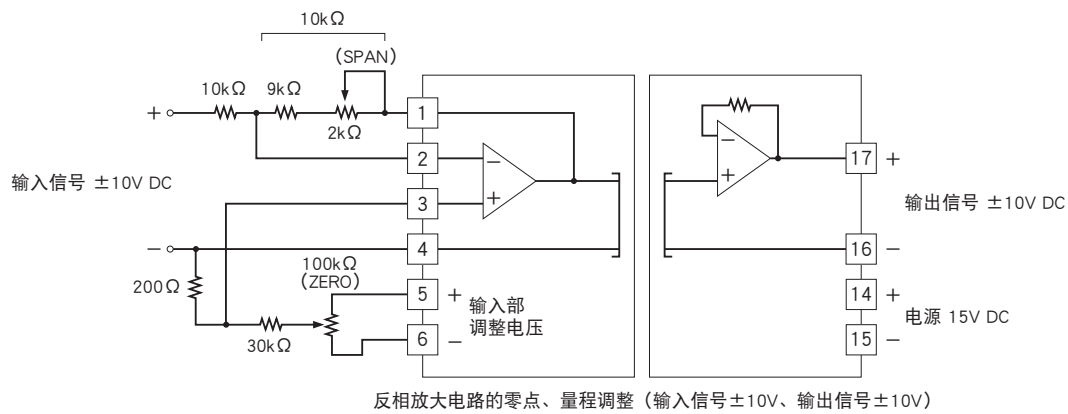 10kΩ
(SPAN)
10kΩ 9kΩ
2kΩ
+
1
2
3
4
5
6
输入信号 ±10V DC
−
+
−
200Ω
100kΩ
(ZERO)
30kΩ
+
−
输入部
调整电压
−
+
17 +
输出信号 ±10V DC
16 −
14 +
电源 15V DC
15 −
反相放大电路的零点、量程调整（输入信号±10V、输出信号±10V）